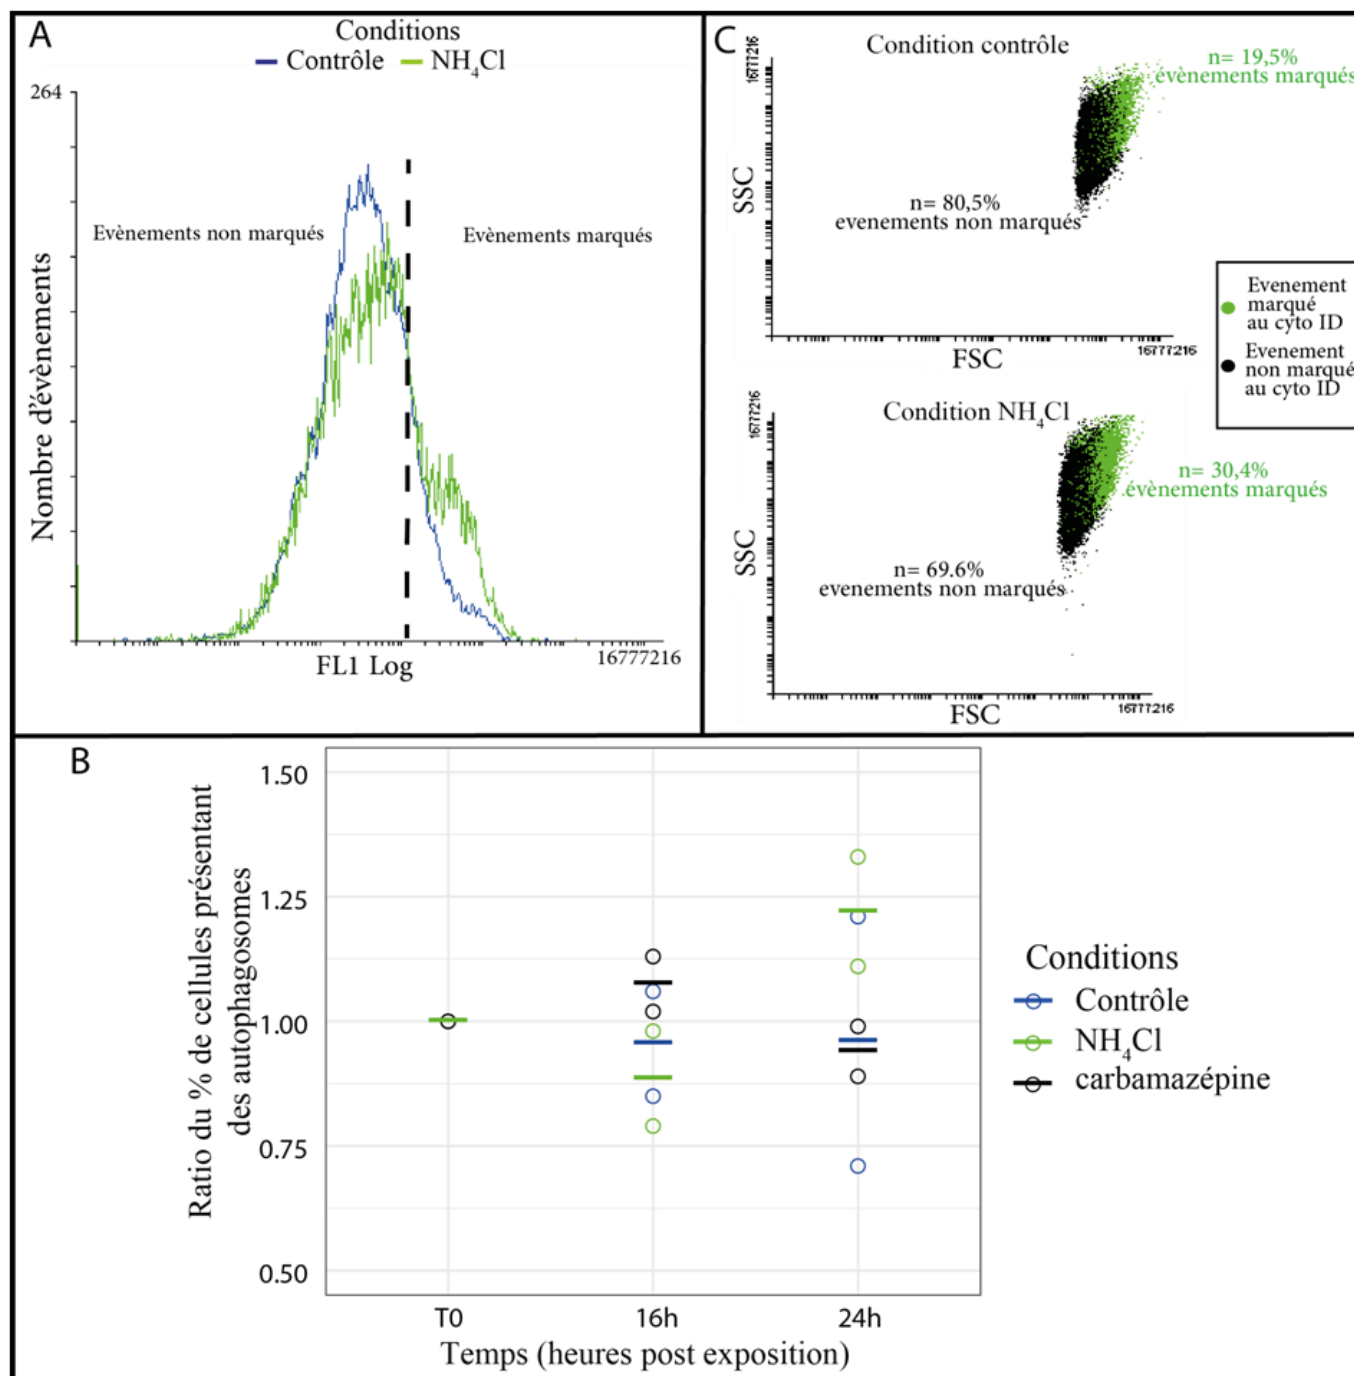 A
Conditions
Contrôle NH4Cl
264
Evènements non marqués
Evènements marqués
Nombre d'évènements
FL1 Log
16777216
C
Condition contrôle
n= 19,5%
évènements marqués
16777216
SSC
n= 80,5%
evenements non marqués
FSC
16777216
Evenement
marqué
au cyto ID
Evenement
non marqué
au cyto ID
Condition NH4Cl
16777216
n= 30,4%
évènements marqués
SSC
n= 69.6%
evenements non marqués
FSC
16777216
B
Ratio du % de cellules présentant
des autophagosomes
1.50
1.25
1.00
0.75
0.50
T0 16h 24h
Temps (heures post exposition)
Conditions
Contrôle
NH4Cl
carbamazépine